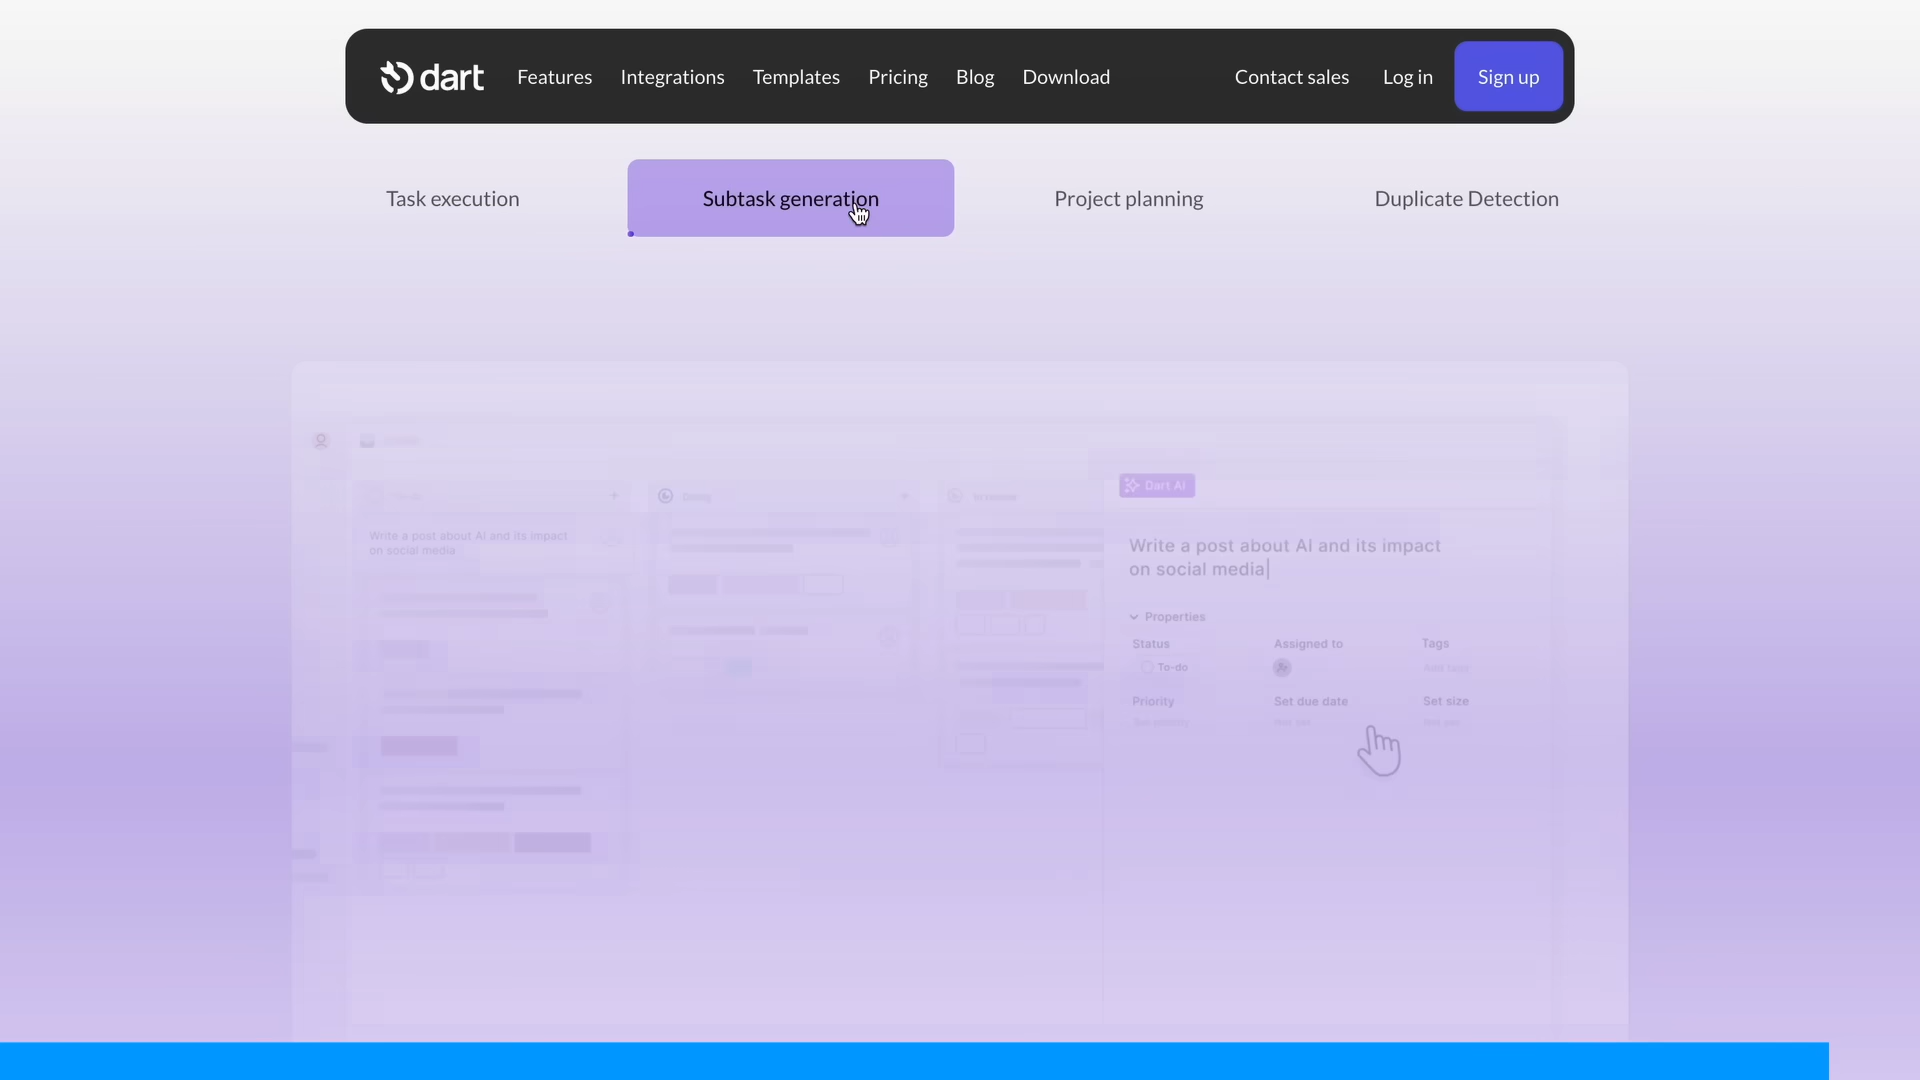 dart
Features
Integrations
Templates
Pricing
Blog
Download
Contact sales
Log in
Sign up
Task execution
Subtask generation
Project planning
Duplicate Detection
Dart AI
Write a post about AI and its impact
on social media
Write a post about AI and its impact
on social media
Properties
Status
Assigned to
Tags
To-do
Add tags
Priority
Set due date
Set size